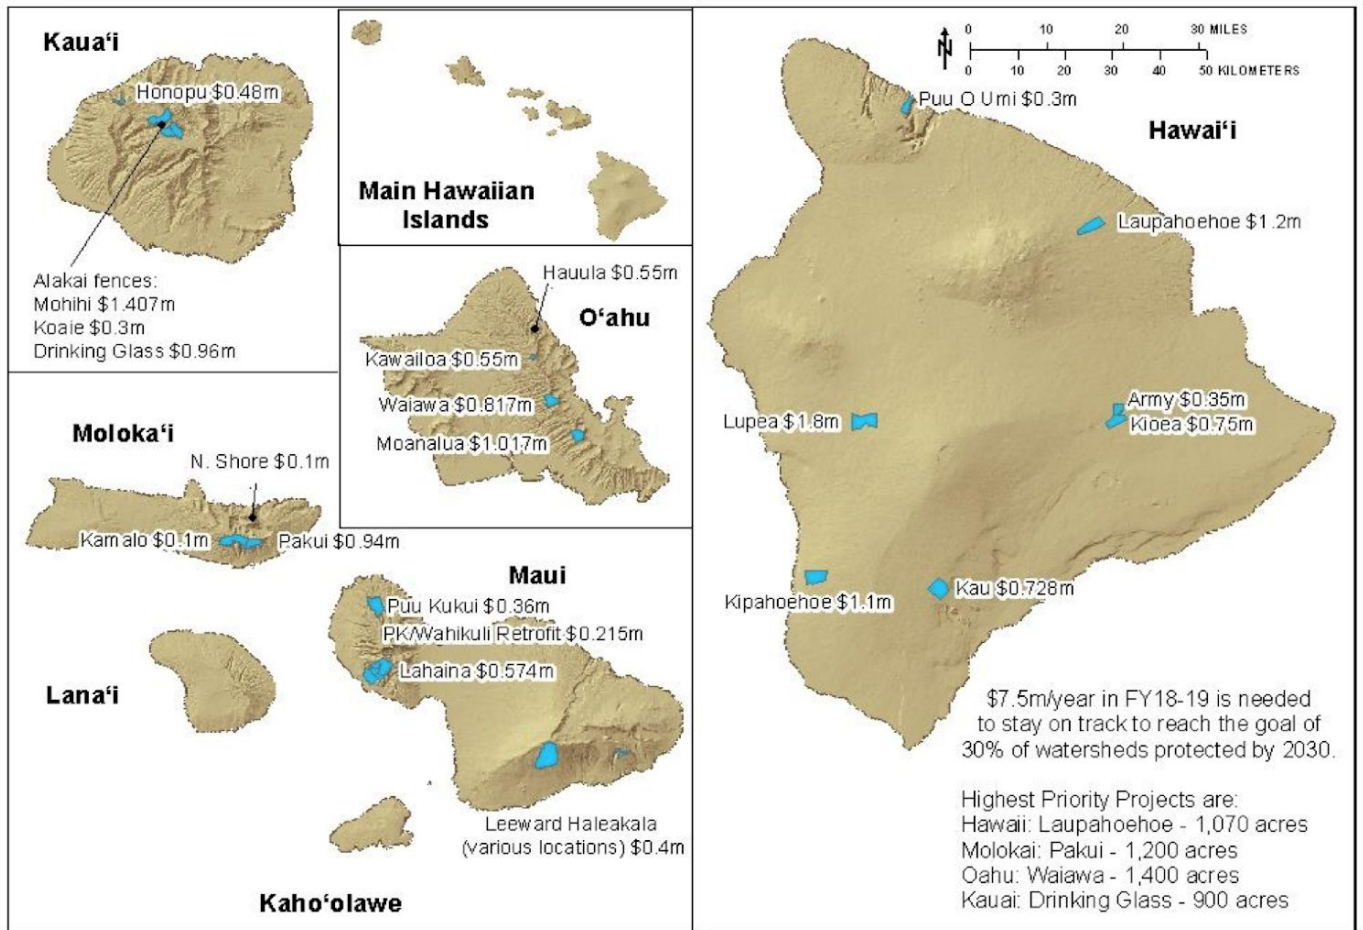 Kaua‘i
Honopu $0.48m
Alakai fences:
Mohihi $1.407m
Koaie $0.3m
Drinking Glass $0.96m
Main Hawaiian
Islands
Hauula $0.55m
O‘ahu
Kawailoa $0.55m
Waiawa $0.817m
Moanalua $1.017m
Moloka‘i
N. Shore $0.1m
Kamalo $0.1m
Pakui $0.94m
Maui
Puu Kukui $0.36m
PK/Wahikuli Retrofit $0.215m
Lahaina $0.574m
Lana‘i
Leeward Haleakala
(various locations) $0.4m
Kaho‘olawe
N
0 10 20 30 MILES
0 10 20 30 40 50 KILOMETERS
Puu O Umi $0.3m
Hawai‘i
Laupahoehoe $1.2m
Army $0.35m
Lupea $1.8m
Kioea $0.75m
Kipahoehoe $1.1m
Kau $0.728m
$7.5m/year in FY18-19 is needed
to stay on track to reach the goal of
30% of watersheds protected by 2030.
Highest Priority Projects are:
Hawaii: Laupahoehoe - 1,070 acres
Molokai: Pakui - 1,200 acres
Oahu: Waiawa - 1,400 acres
Kauai: Drinking Glass - 900 acres